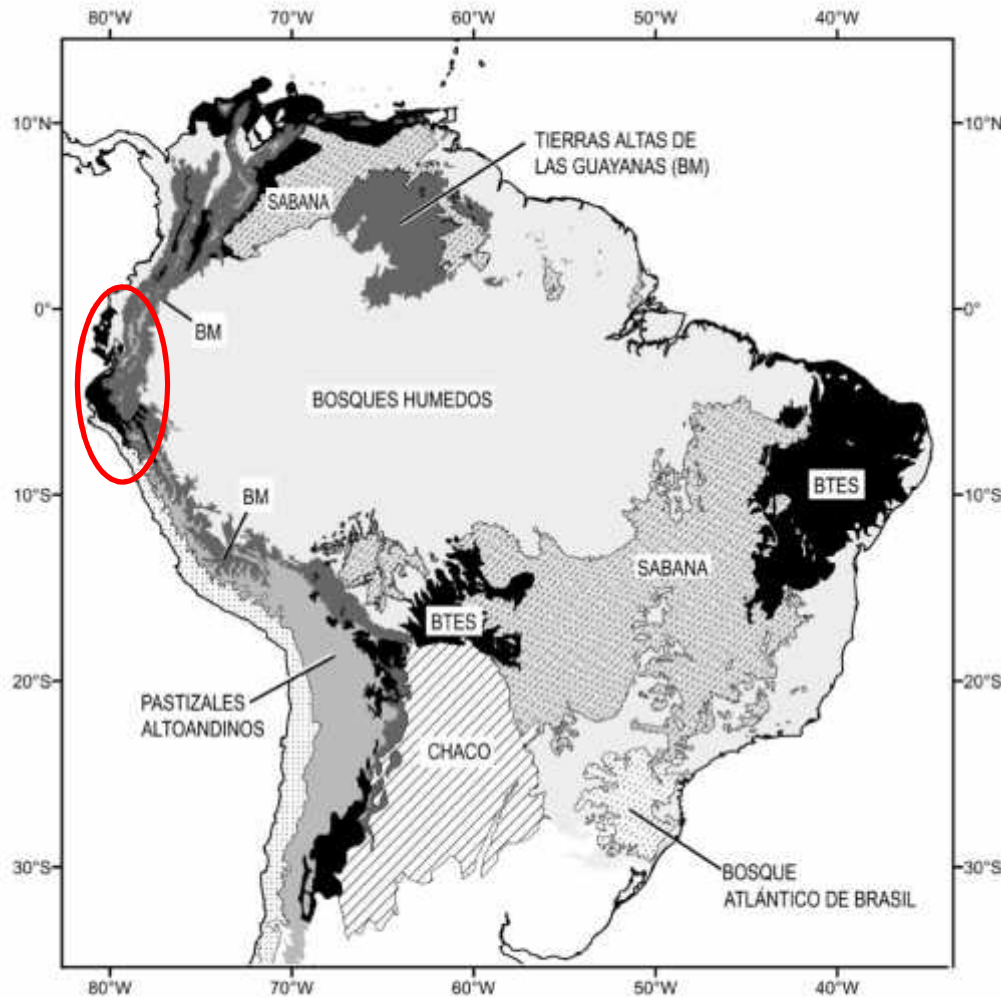 80°W 70°W 60°W 50°W 40°W
10°N 10°N
TIERRAS ALTAS DE
LAS GUAYANAS (BM)
SABANA
0° 0°
BM
BOSQUES HUMEDOS
10°S 10°S
BM
BTES
SABANA
BTES
20°S 20°S
PASTIZALES
ALTOANDINOS
CHACO
30°S 30°S
BOSQUE
ATLÁNTICO DE BRASIL
80°W 70°W 60°W 50°W 40°W